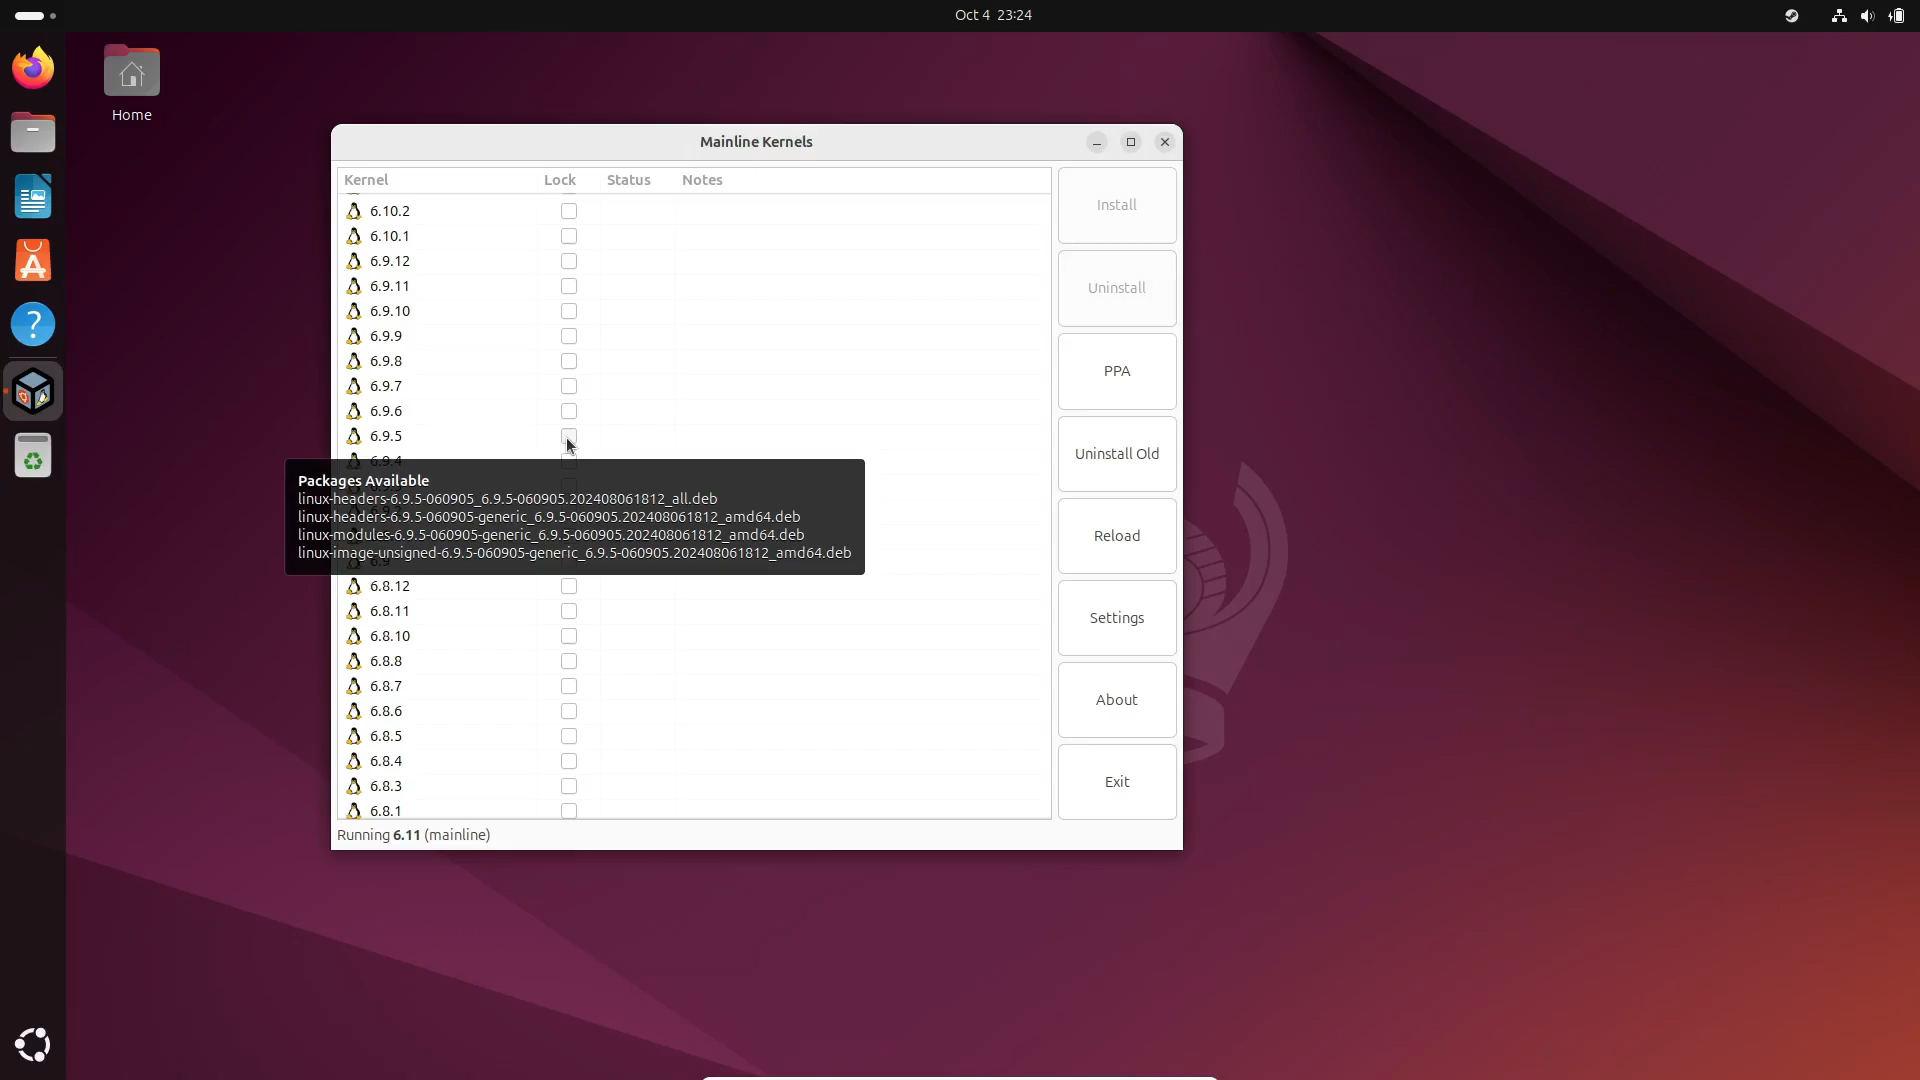 Oct 4 23:24
Home
Mainline Kernels
Kernel Lock Status Notes
6.10.2
6.10.1
6.9.12
6.9.11
6.9.10
6.9.9
6.9.8
6.9.7
6.9.6
6.9.5
6.9.4
Packages Available
linux-headers-6.9.5-060905_6.9.5-060905.202408061812_all.deb
linux-headers-6.9.5-060905-generic_6.9.5-060905.202408061812_amd64.deb
linux-modules-6.9.5-060905-generic_6.9.5-060905.202408061812_amd64.deb
linux-image-unsigned-6.9.5-060905-generic_6.9.5-060905.202408061812_amd64.deb
6.9
6.8.12
6.8.11
6.8.10
6.8.8
6.8.7
6.8.6
6.8.5
6.8.4
6.8.3
6.8.1
Install
Uninstall
PPA
Uninstall Old
Reload
Settings
About
Exit
Running 6.11 (mainline)